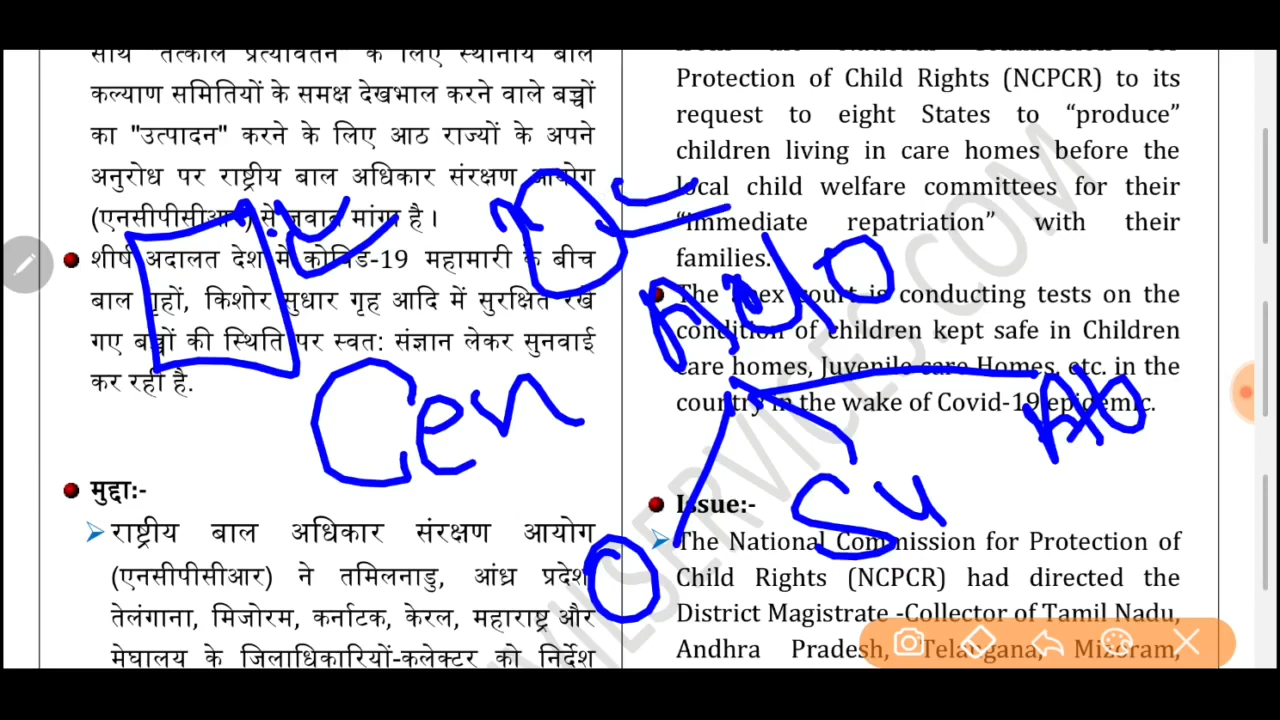 साथ "तत्काल प्रत्यावर्तन" के लिए स्थानीय बाल
कल्याण समितियों के समक्ष देखभाल करने वाले बच्चों
का "उत्पादन" करने के लिए आठ राज्यों के अपने
अनुरोध पर राष्ट्रीय बाल अधिकार संरक्षण आयोग
(एनसीपीसीआर) से जवाब मांगा है।
शीर्ष अदालत देश में कोविड-19 महामारी के बीच
बाल गृहों, किशोर सुधार गृह आदि में सुरक्षित रखे
गए बच्चों की स्थिति पर स्वत: संज्ञान लेकर सुनवाई
कर रही है.
मुद्दाः-
राष्ट्रीय बाल अधिकार संरक्षण आयोग
(एनसीपीसीआर) ने तमिलनाडु, आंध्र प्रदेश,
तेलंगाना, मिजोरम, कर्नाटक, केरल, महाराष्ट्र और
मेघालय के जिलाधिकारियों-कलेक्टर को निर्देश
from the National Commission for
Protection of Child Rights (NCPCR) to its
request to eight States to “produce”
children living in care homes before the
local child welfare committees for their
“immediate repatriation” with their
families.
The apex court is conducting tests on the
condition of children kept safe in Children
care homes, Juvenile care Homes, etc. in the
country in the wake of Covid-19 epidemic.
Issue:-
The National Commission for Protection of
Child Rights (NCPCR) had directed the
District Magistrate -Collector of Tamil Nadu,
Andhra Pradesh, Telangana, Mizoram,
Cen
Su